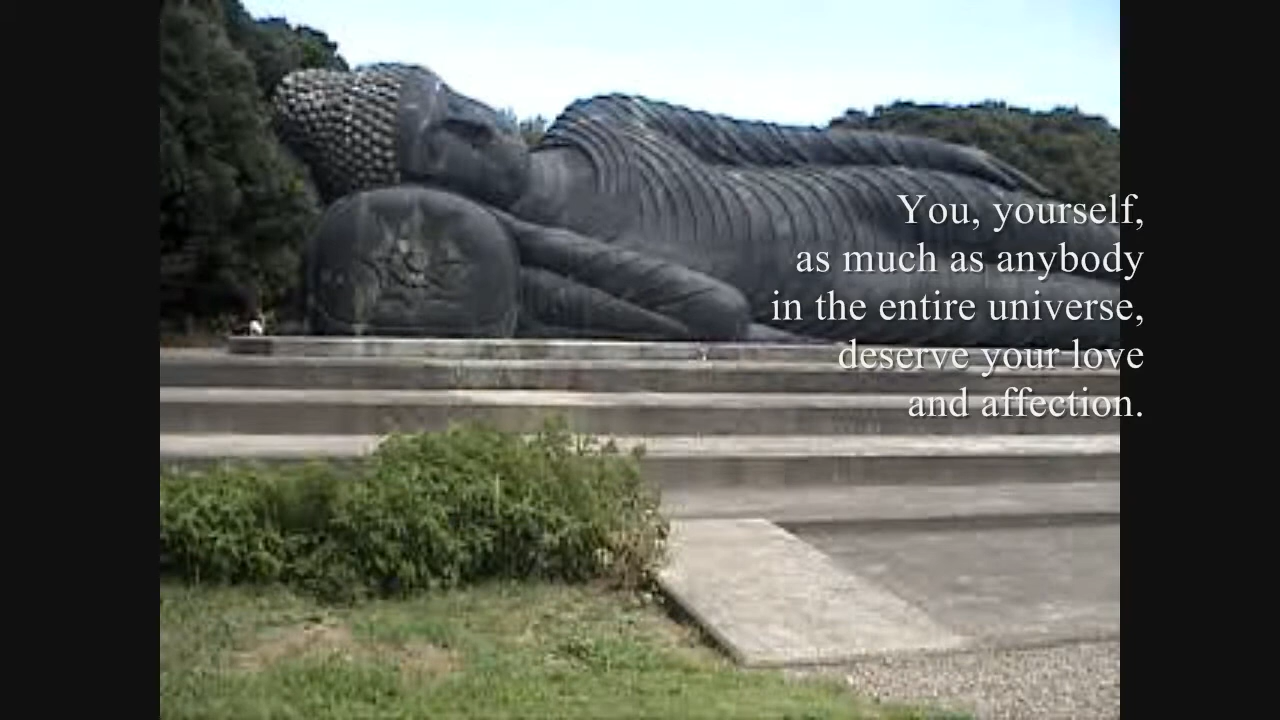 You, yourself,
as much as anybody
in the entire universe,
deserve your love
and affection.